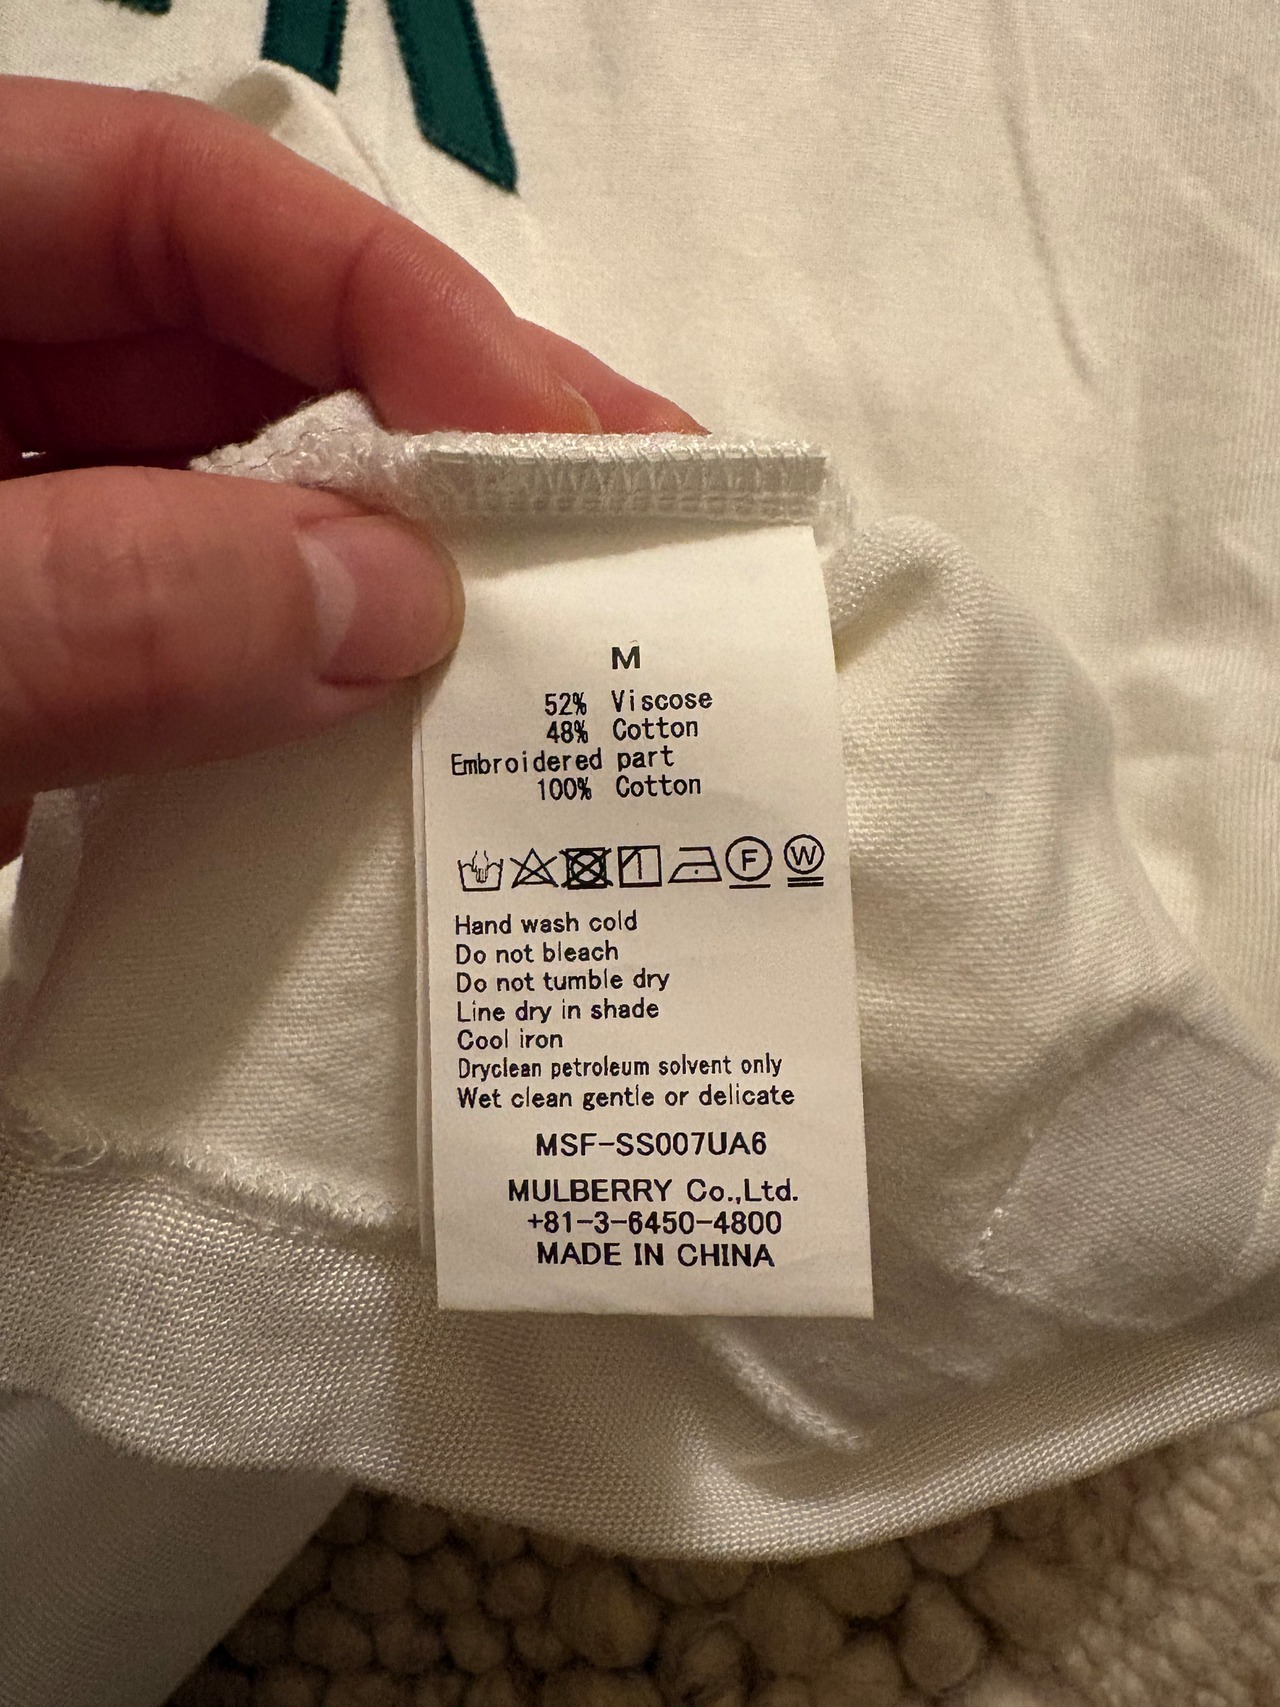 M
52% Viscose
48% Cotton
Embroidered part
100% Cotton
F W
Hand wash cold
Do not bleach
Do not tumble dry
Line dry in shade
Cool iron
Dryclean petroleum solvent only
Wet clean gentle or delicate
MSF-SS007UA6
MULBERRY Co.,Ltd.
+81-3-6450-4800
MADE IN CHINA